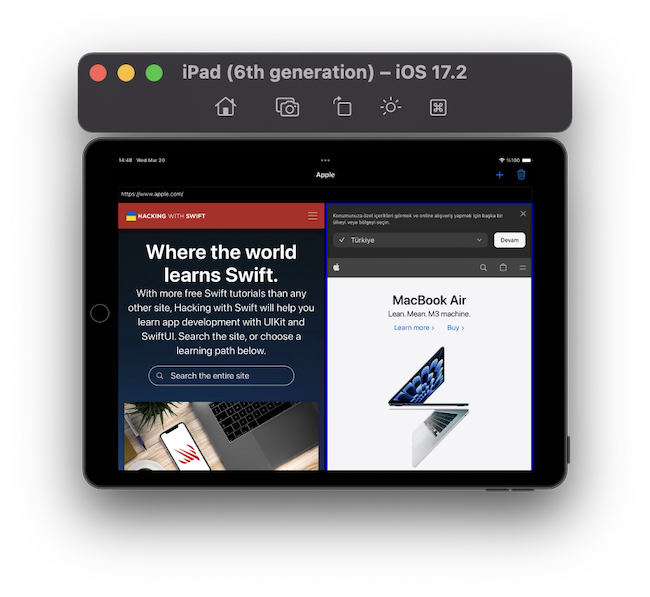 iPad (6th generation) – iOS 17.2
14:48 Wed Mar 20
%100
Apple
https://www.apple.com/
HACKING WITH SWIFT
Where the world
learns Swift.
With more free Swift tutorials than any
other site, Hacking with Swift will help you
learn app development with UIKit and
SwiftUI. Search the site, or choose a
learning path below.
Search the entire site
Konumunuza özel içerikleri görmek ve online alışveriş yapmak için başka bir
ülkeyi veya bölgeyi seçin.
Türkiye
Devam
MacBook Air
Lean. Mean. M3 machine.
Learn more ›
Buy ›